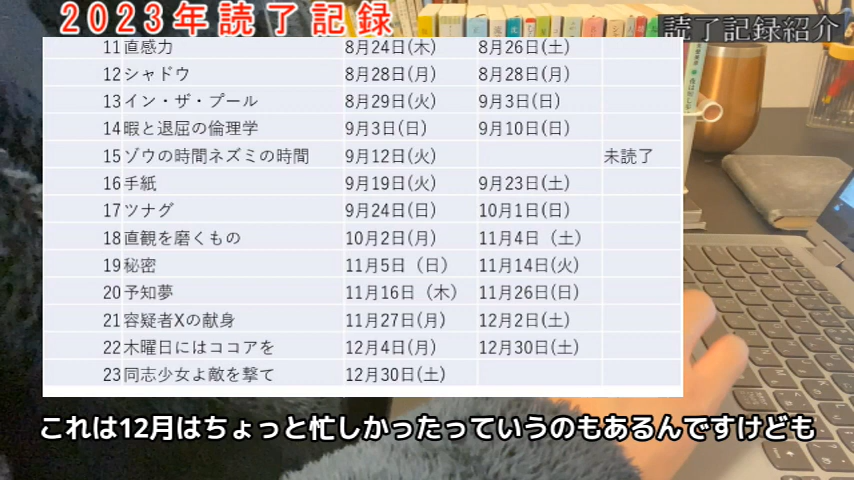 2023年読了記録
読了記録紹介
11 直感力 8月24日(木) 8月26日(土)
12 シャドウ 8月28日(月) 8月28日(月)
13 イン・ザ・プール 8月29日(火) 9月3日(日)
14 暇と退屈の倫理学 9月3日(日) 9月10日(日)
15 ゾウの時間ネズミの時間 9月12日(火) 未読了
16 手紙 9月19日(火) 9月23日(土)
17 ツナグ 9月24日(日) 10月1日(日)
18 直観を磨くもの 10月2日(月) 11月4日（土）
19 秘密 11月5日（日） 11月14日(火)
20 予知夢 11月16日（木） 11月26日(日)
21 容疑者Xの献身 11月27日(月) 12月2日(土)
22 木曜日にはココアを 12月4日(月) 12月30日(土)
23 同志少女よ敵を撃て 12月30日(土)
これは12月はちょっと忙しかったっていうのもあるんですけども